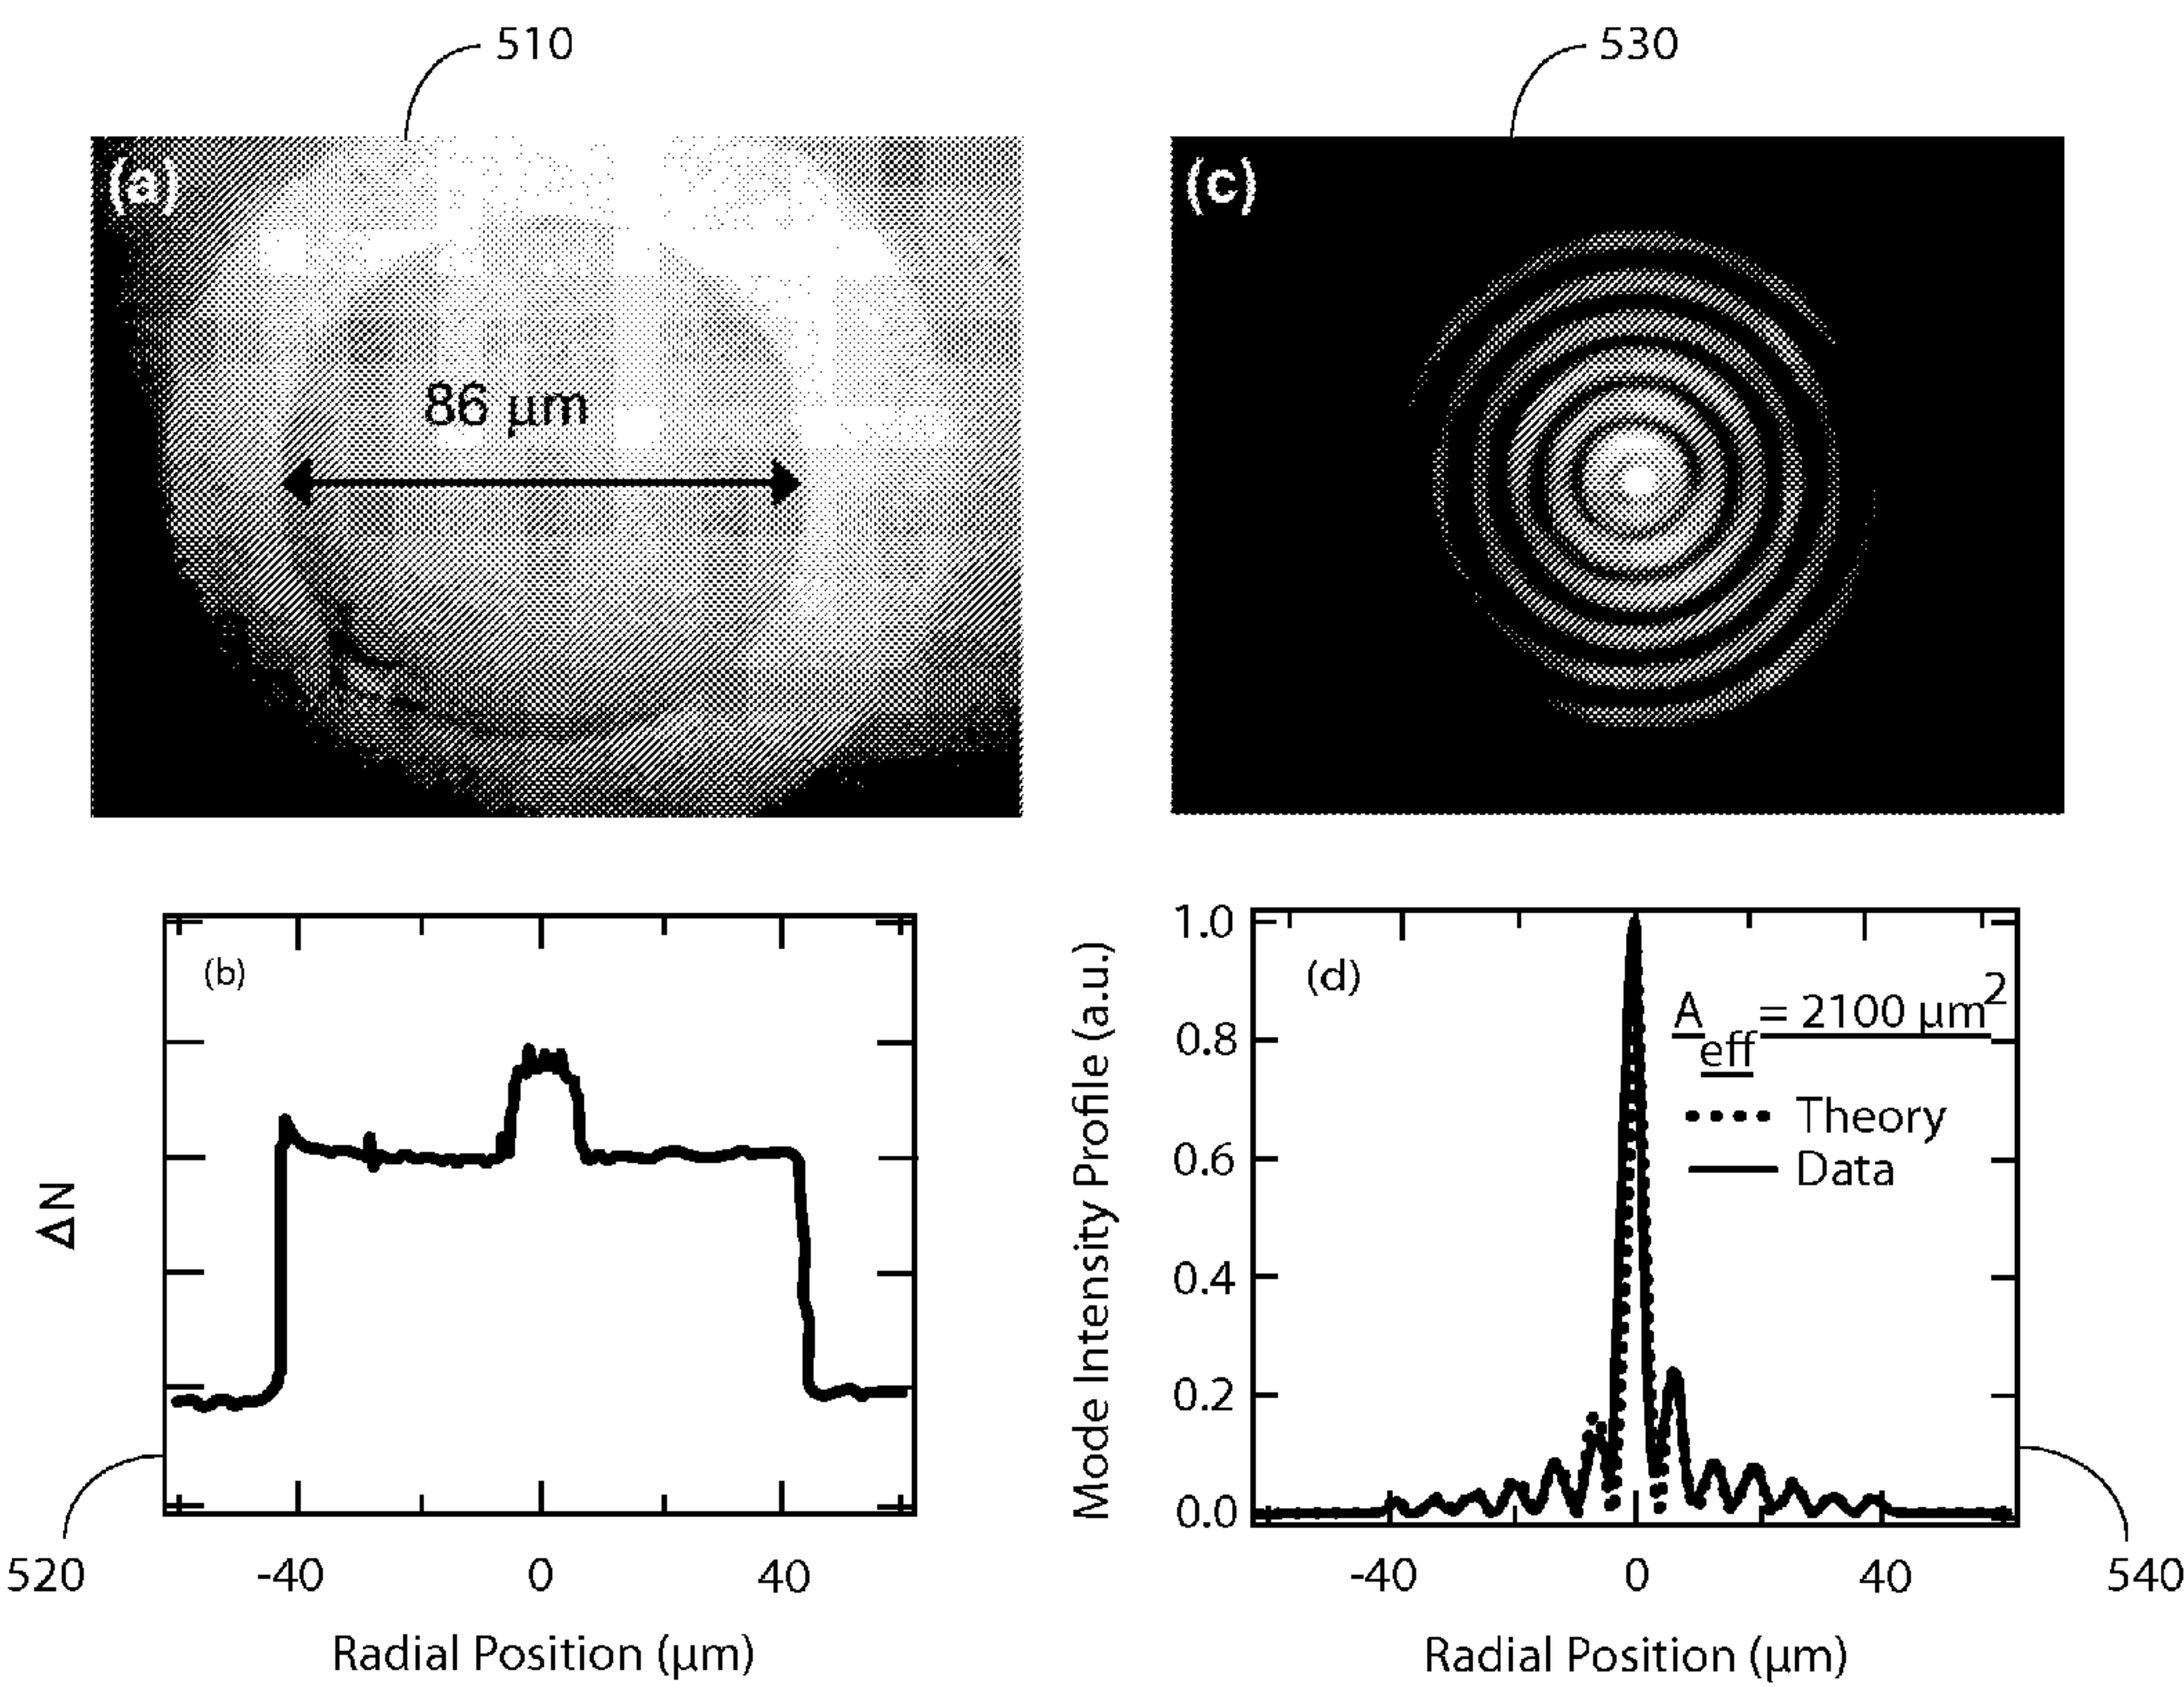 510
530
(a)
(c)
86 μm
(b)
ΔN
-40 0 40
Radial Position (μm)
520
(d)
Mode Intensity Profile (a.u.)
1.0
0.8
0.6
0.4
0.2
0.0
A eff = 2100 μm²
Theory
Data
-40 0 40
Radial Position (μm)
540